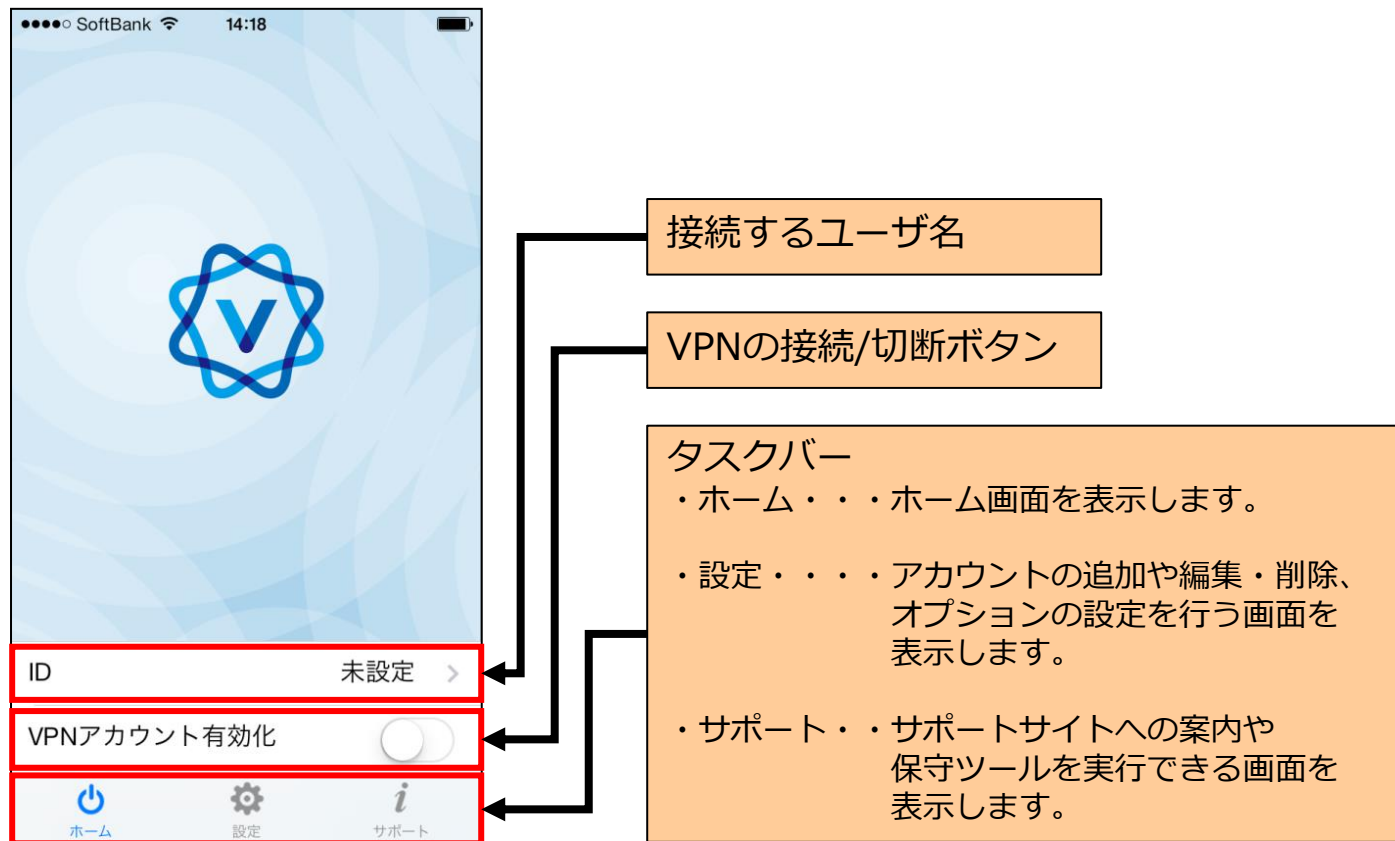 ●●●●○ SoftBank 14:18
V
ID 未設定 >
VPNアカウント有効化
ホーム 設定 サポート
接続するユーザ名
VPNの接続/切断ボタン
タスクバー
・ホーム・・・ホーム画面を表示します。
・設定・・・・アカウントの追加や編集・削除、
オプションの設定を行う画面を
表示します。
・サポート・・サポートサイトへの案内や
保守ツールを実行できる画面を
表示します。